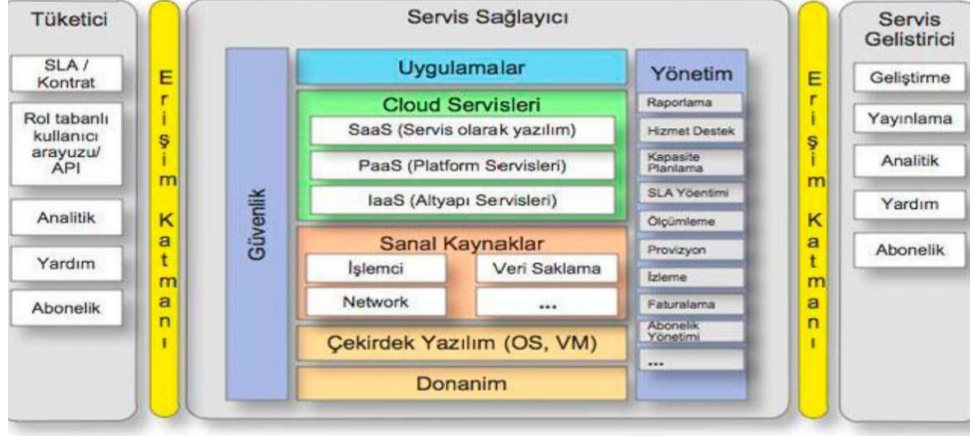 Tüketici
SLA /
Kontrat
Rol tabanlı
kullanıcı
arayuzu/
API
Analitik
Yardım
Abonelik
Erişim Katmanı
Servis Sağlayıcı
Güvenlik
Uygulamalar
Cloud Servisleri
SaaS (Servis olarak yazılım)
PaaS (Platform Servisleri)
IaaS (Altyapı Servisleri)
Sanal Kaynaklar
İşlemci
Veri Saklama
Network
...
Çekirdek Yazılım (OS, VM)
Donanim
Yönetim
Raporlama
Hizmet Destek
Kapasite
Planlama
SLA Yöentimi
Ölçümleme
Provizyon
İzleme
Faturalama
Abonelik
Yönetimi
...
Erişim Katmanı
Servis
Gelistirici
Geliştirme
Yayınlama
Analitik
Yardım
Abonelik